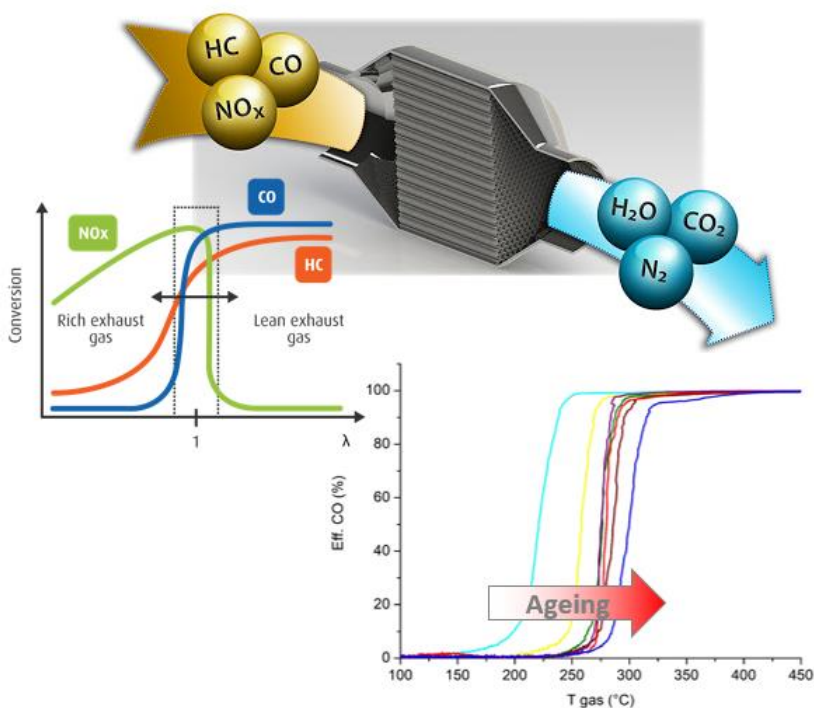 HC
CO
NOx
H₂O
CO₂
N₂
Conversion
NOx
CO
HC
Rich exhaust
gas
Lean exhaust
gas
1
λ
Eff. CO (%)
100
80
60
40
20
0
Ageing
100 150 200 250 300 350 400 450
T gas (°C)